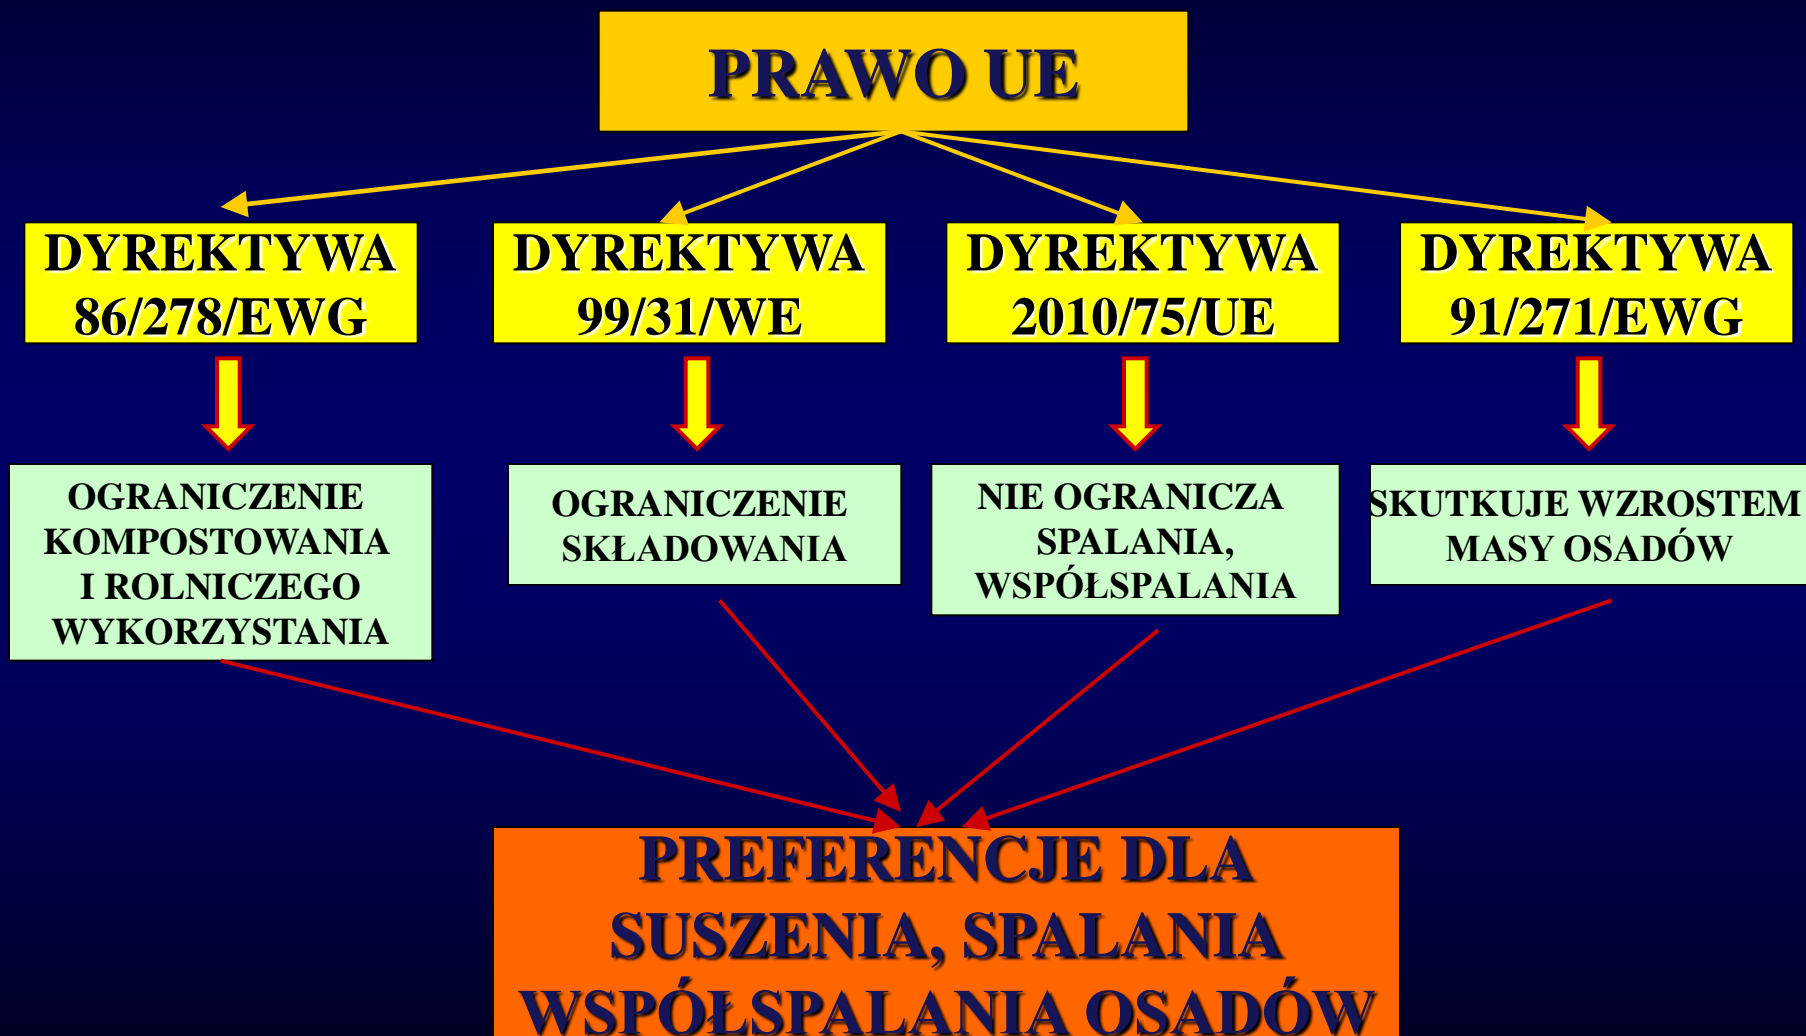 PRAWO UE
DYREKTYWA
86/278/EWG
DYREKTYWA
99/31/WE
DYREKTYWA
2010/75/UE
DYREKTYWA
91/271/EWG
OGRANICZENIE
KOMPOSTOWANIA
I ROLNICZEGO
WYKORZYSTANIA
OGRANICZENIE
SKŁADOWANIA
NIE OGRANICZA
SPALANIA,
WSPÓŁSPALANIA
SKUTKUJE WZROSTEM
MASY OSADÓW
PREFERENCJE DLA
SUSZENIA, SPALANIA
WSPÓŁSPALANIA OSADÓW